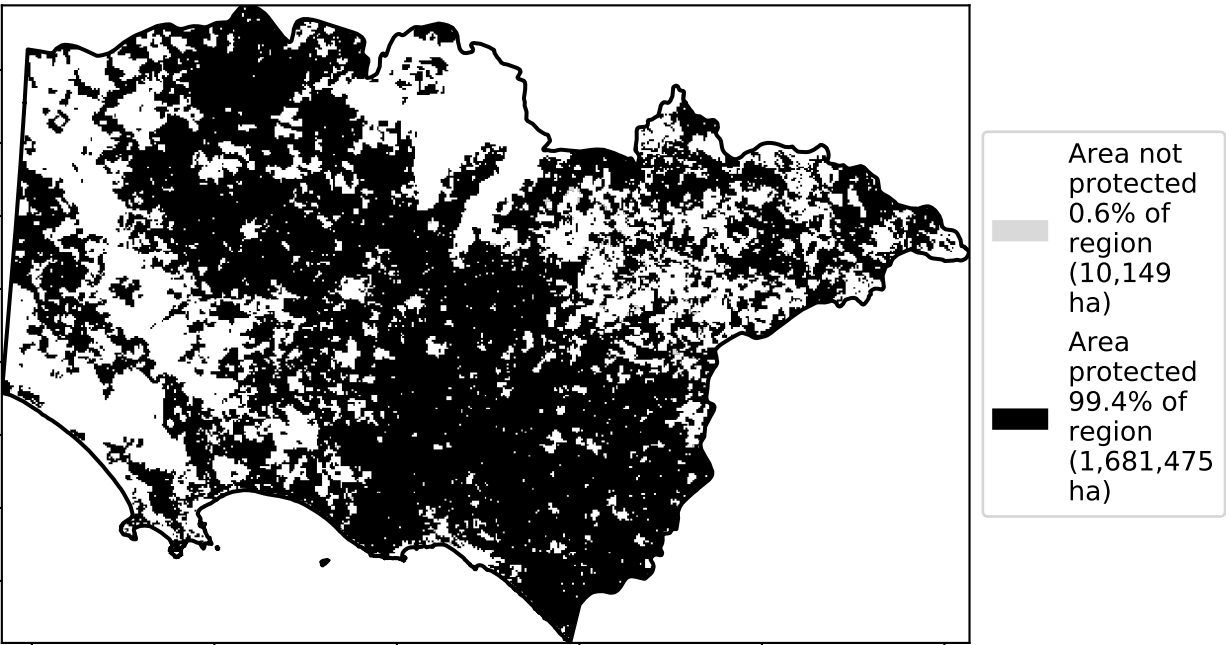 Area not
protected
0.6% of
region
(10,149
ha)
Area
protected
99.4% of
region
(1,681,475
ha)